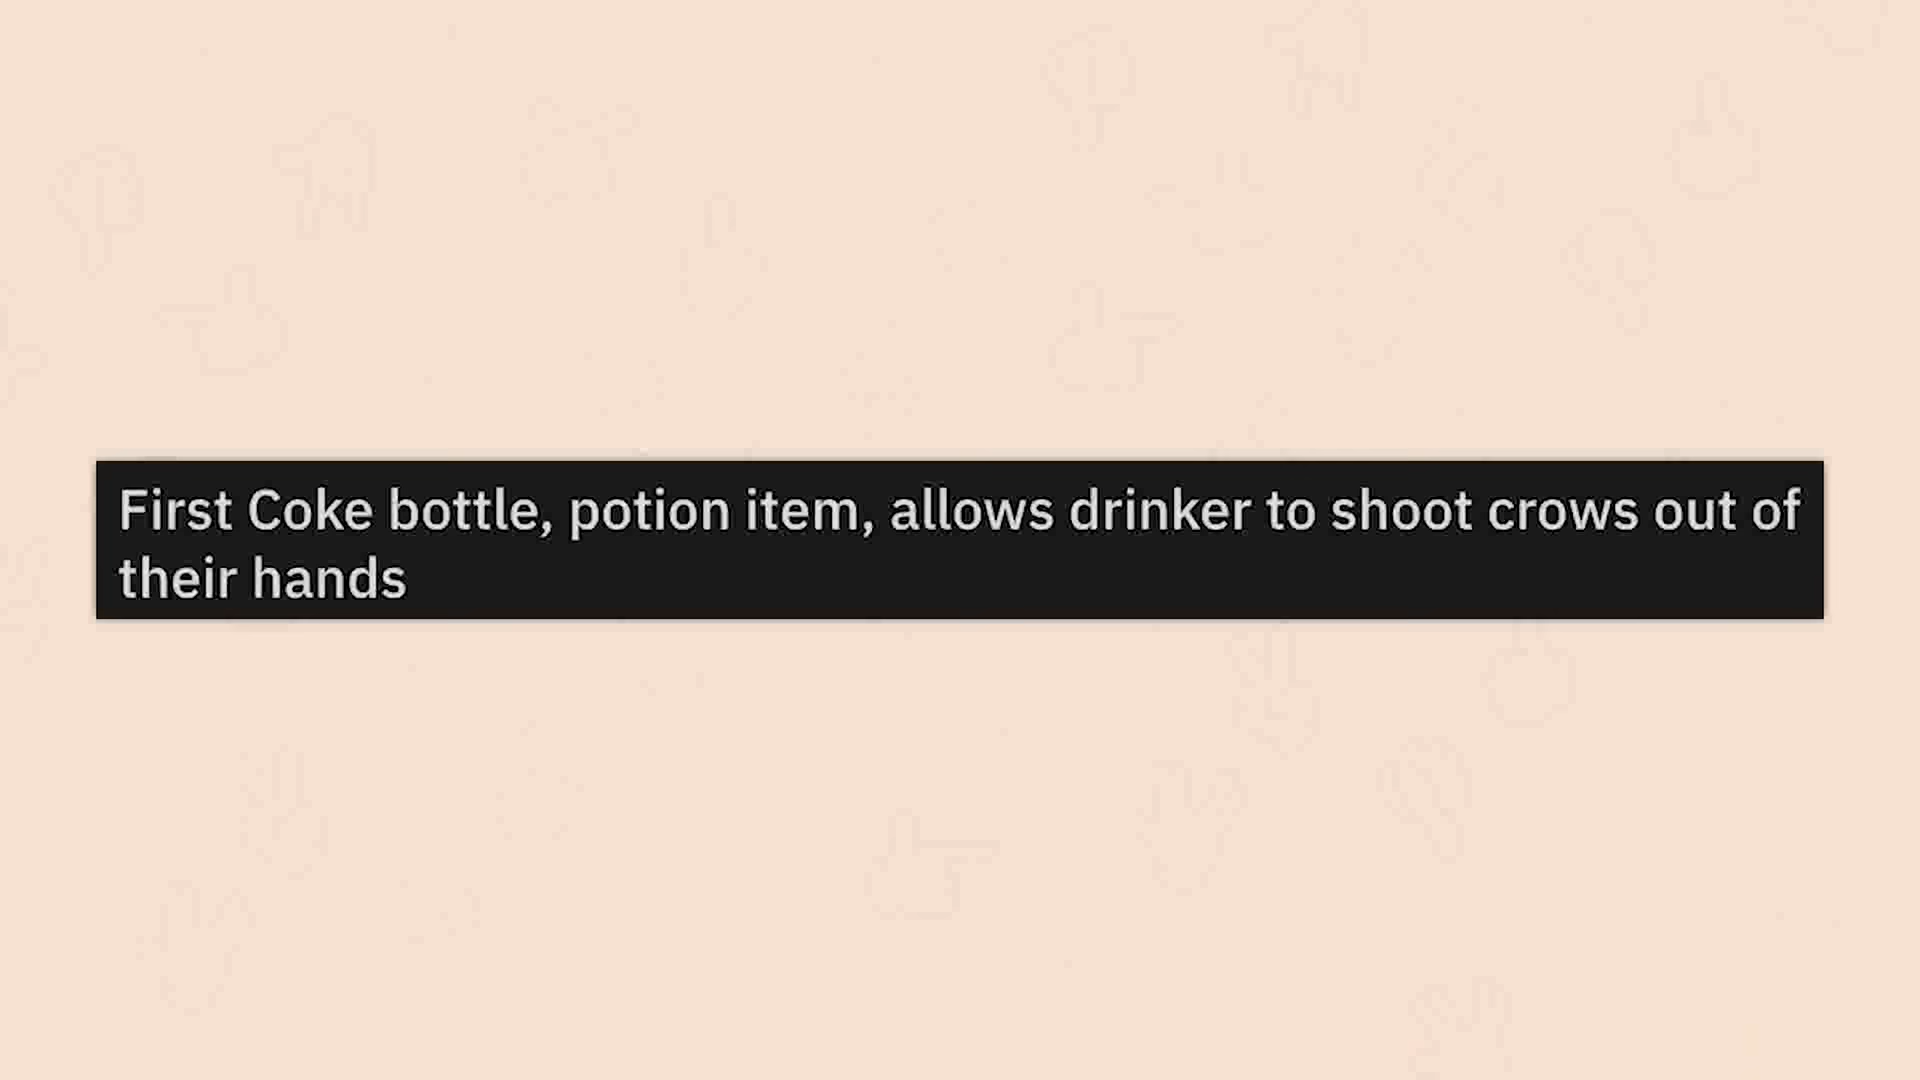 First Coke bottle, potion item, allows drinker to shoot crows out of
their hands